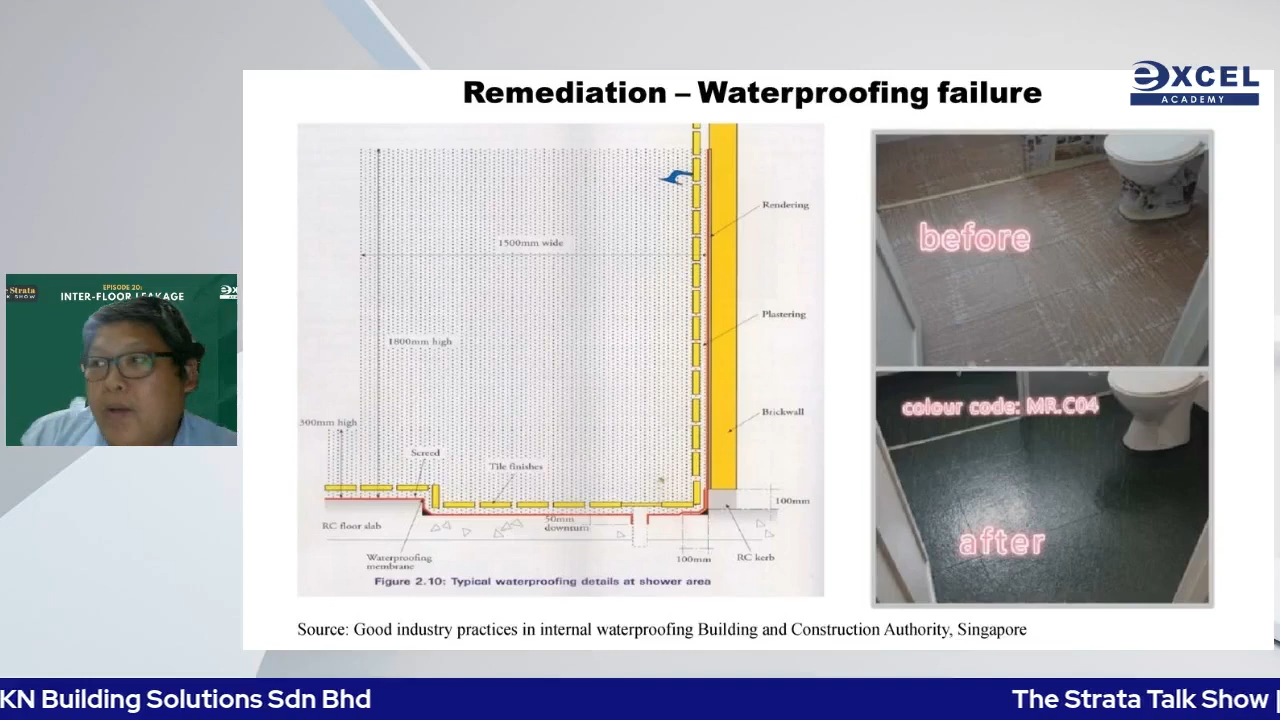 Remediation – Waterproofing failure
eXCEL
ACADEMY
Rendering
1500mm wide
Plastering
1800mm high
Brickwall
300mm high
Screed
Tile finishes
100mm
RC floor slab
50mm
downturn
Waterproofing
membrane
100mm
RC kerb
Figure 2.10: Typical waterproofing details at shower area
before
colour code: MR.C04
after
Source: Good industry practices in internal waterproofing Building and Construction Authority, Singapore
Strata
K SHOW
EPISODE 20:
INTER-FLOOR LEAKAGE
KN Building Solutions Sdn Bhd
The Strata Talk Show |